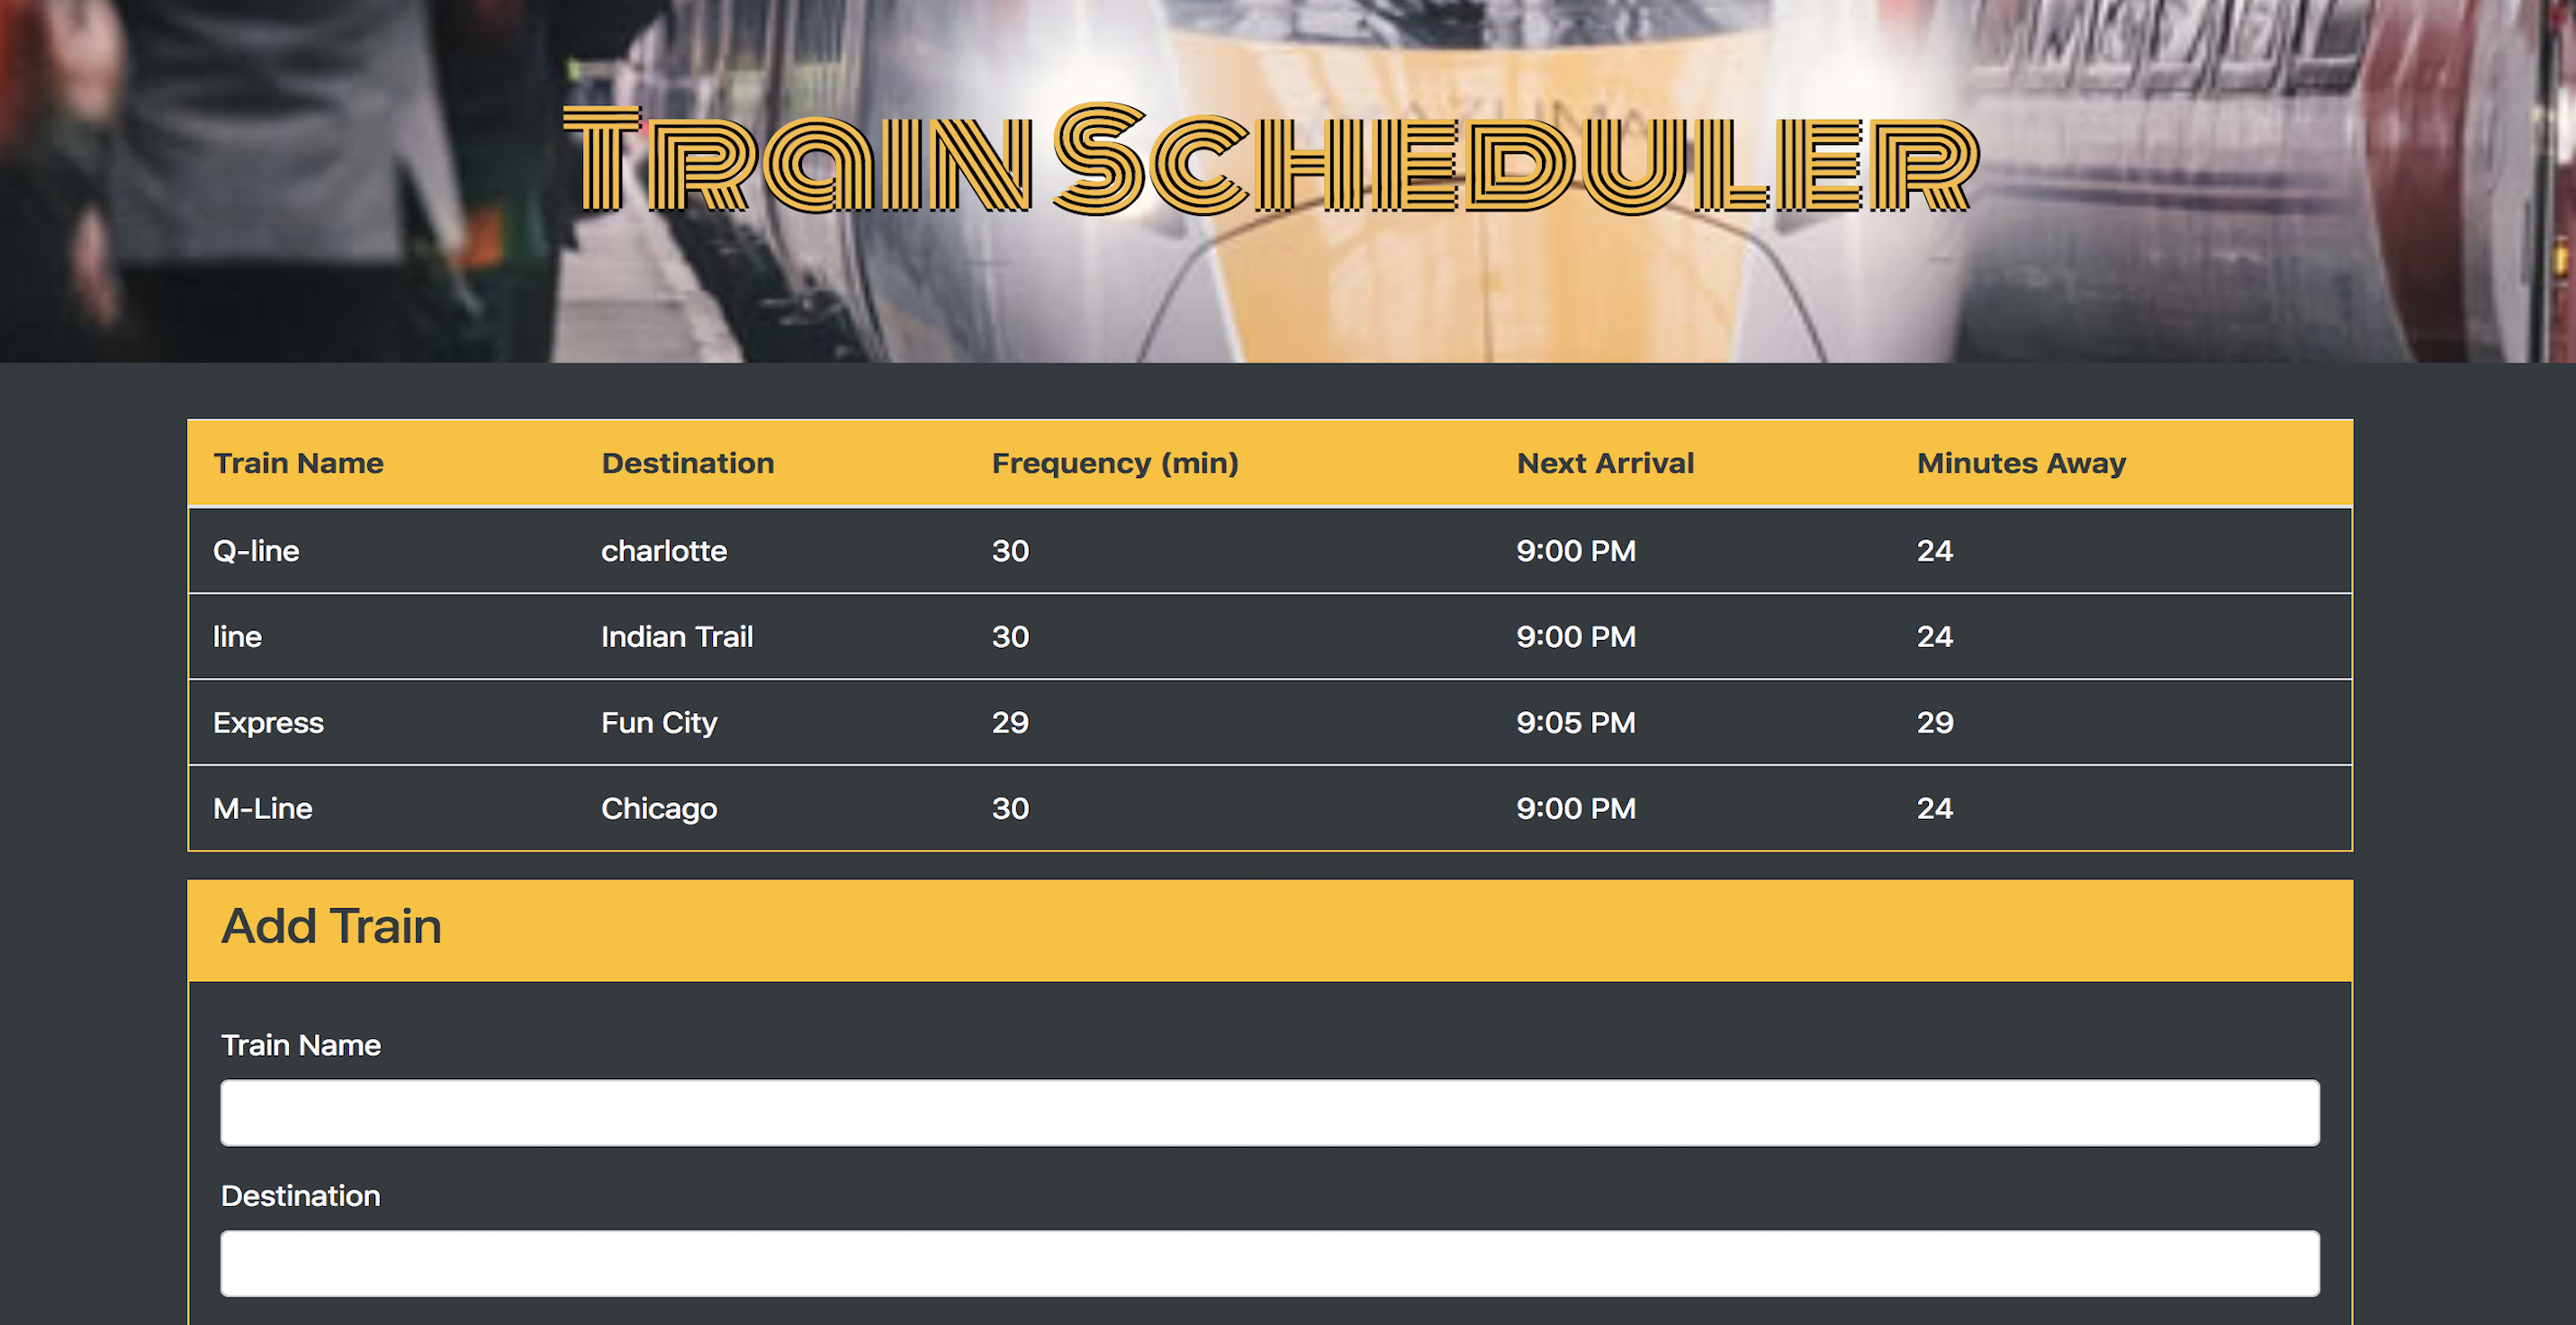 TrainScheduler
Train Name Destination Frequency (min) Next Arrival Minutes Away
Q-line charlotte 30 9:00 PM 24
line Indian Trail 30 9:00 PM 24
Express Fun City 29 9:05 PM 29
M-Line Chicago 30 9:00 PM 24
Add Train
Train Name
Destination